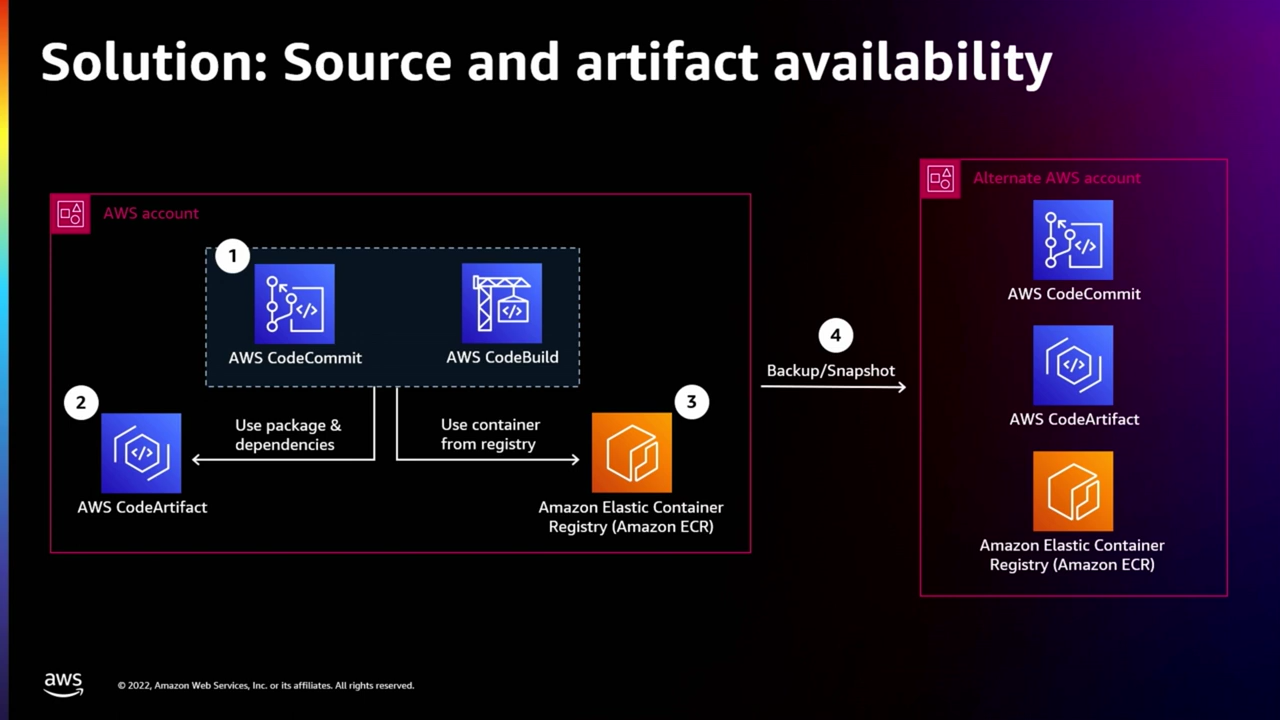 Solution: Source and artifact availability
AWS account
1
AWS CodeCommit
AWS CodeBuild
2
Use package &
dependencies
AWS CodeArtifact
Use container
from registry
3
Amazon Elastic Container
Registry (Amazon ECR)
4
Backup/Snapshot
Alternate AWS account
AWS CodeCommit
AWS CodeArtifact
Amazon Elastic Container
Registry (Amazon ECR)
aws
© 2022, Amazon Web Services, Inc. or its affiliates. All rights reserved.